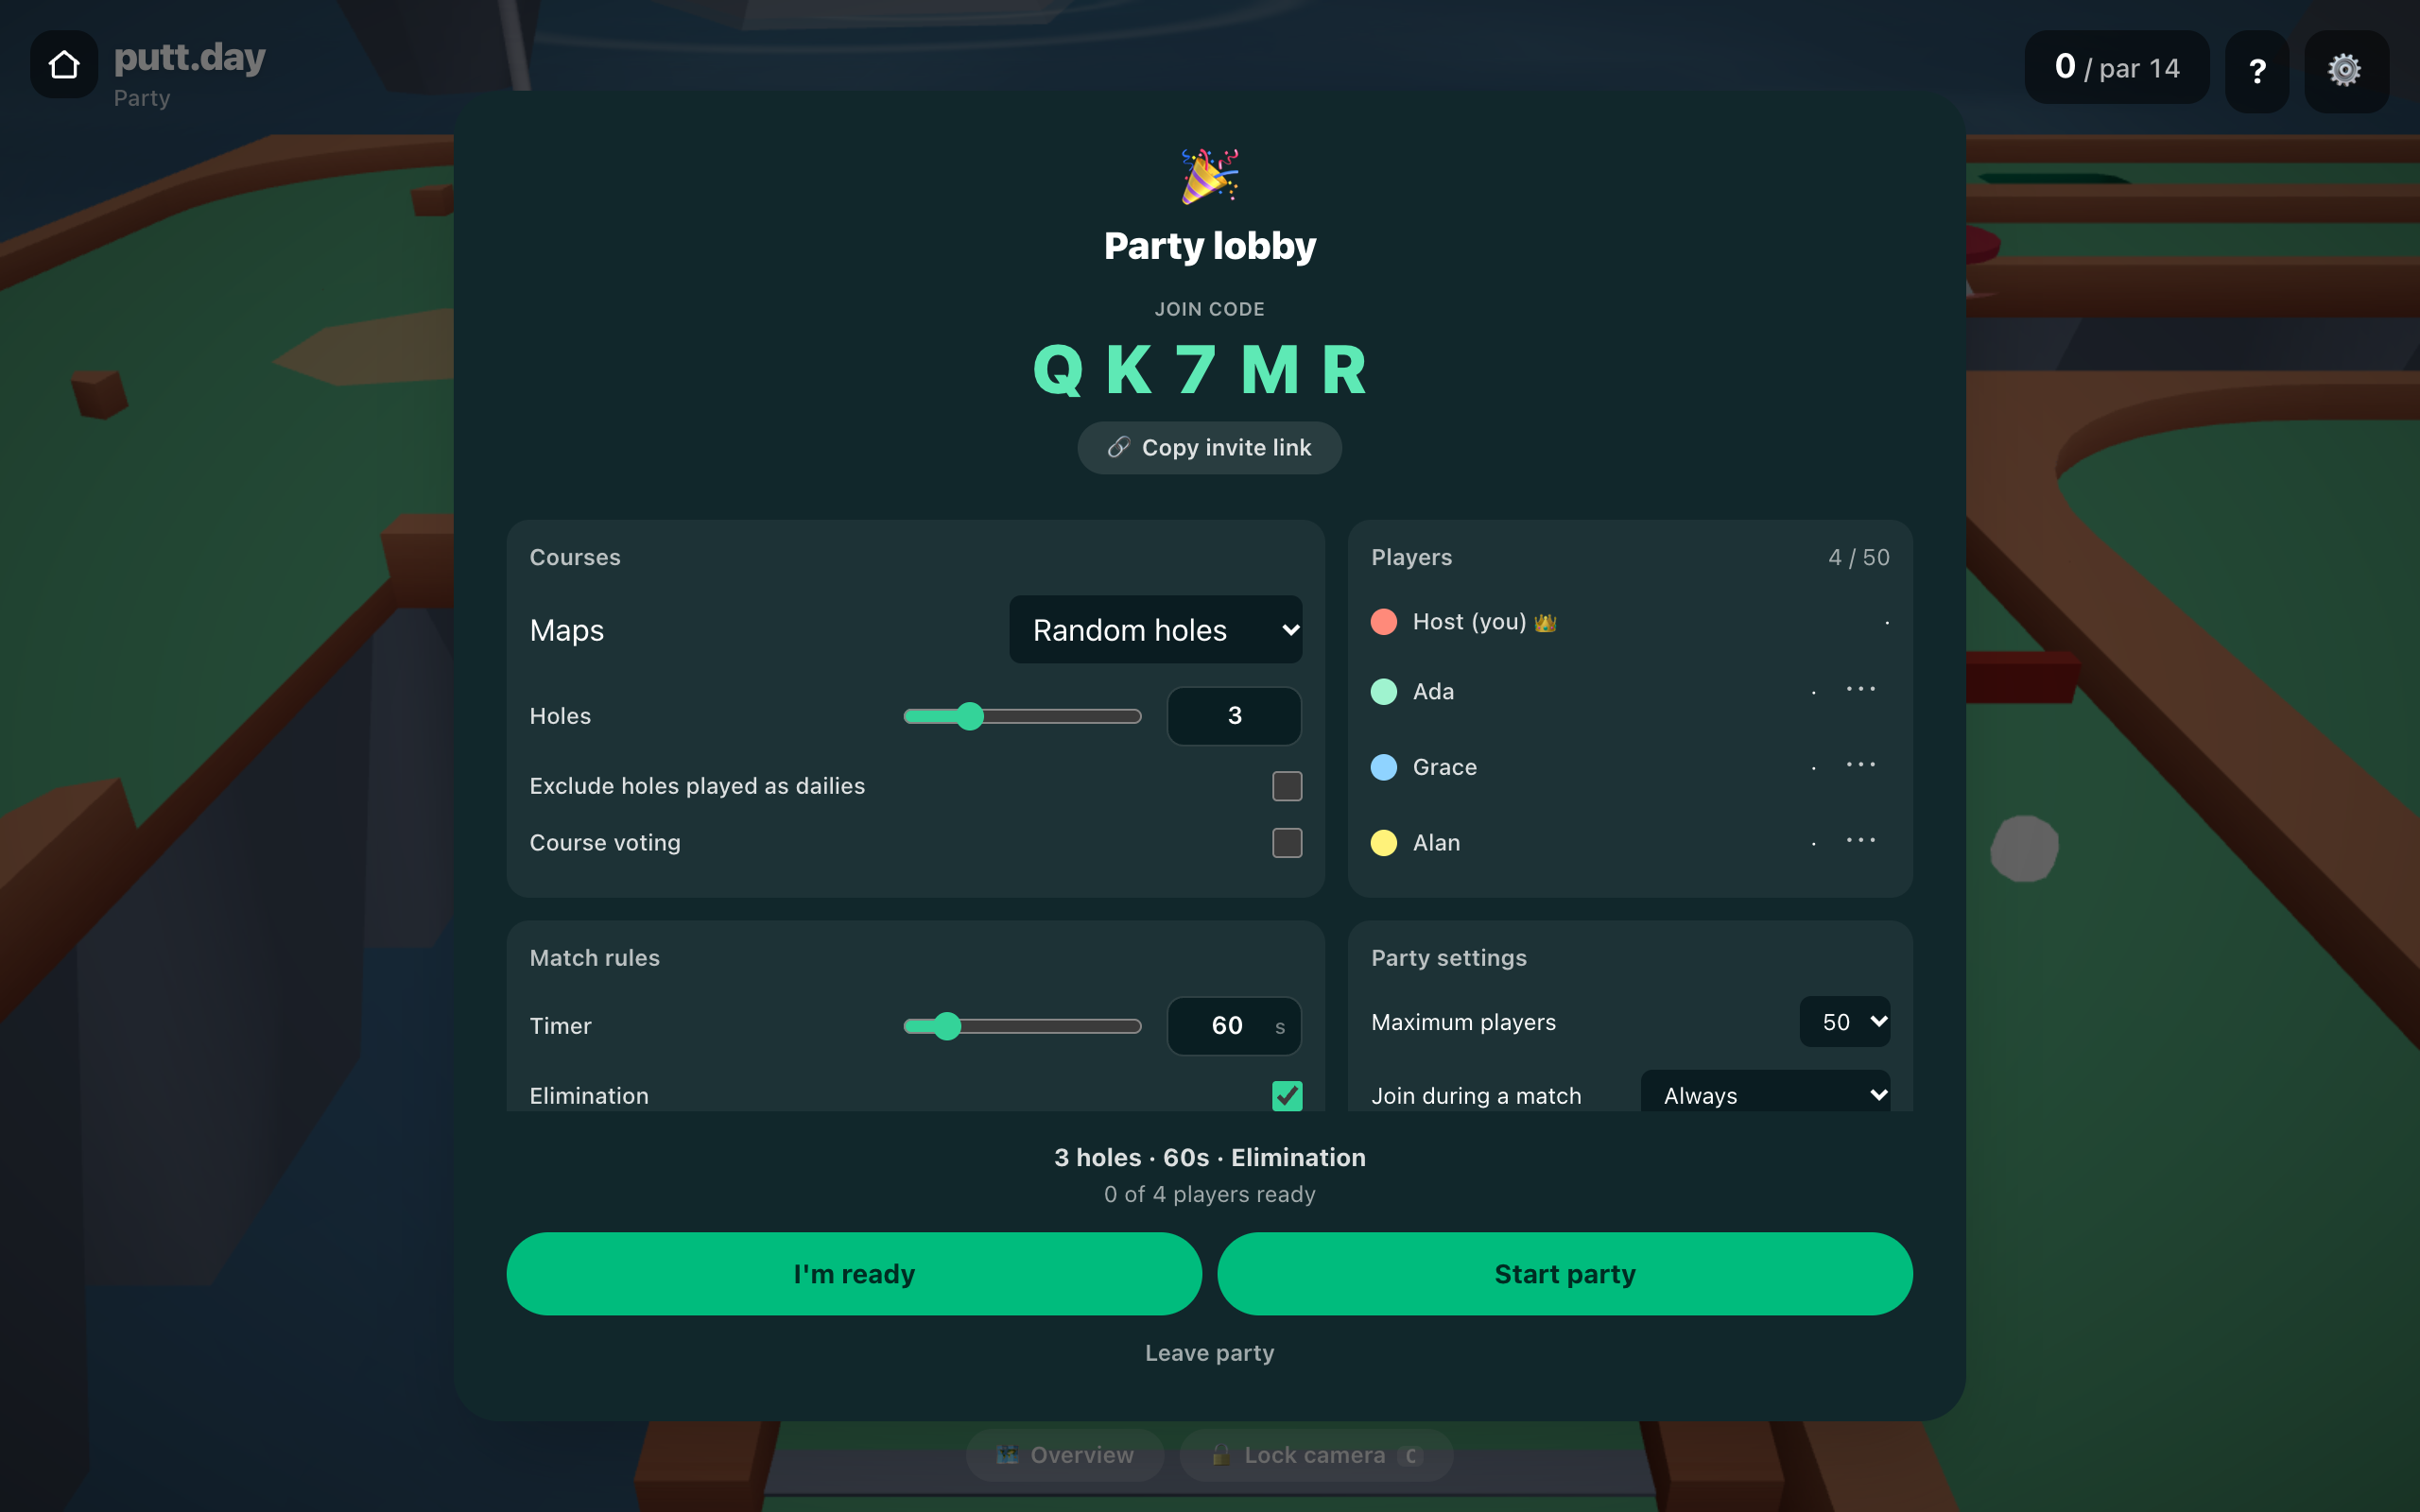 putt.day
Party
0 / par 14
?
Party lobby
JOIN CODE
QK7MR
Copy invite link
Courses
Maps
Random holes
Holes
3
Exclude holes played as dailies
Course voting
Players
4 / 50
Host (you)
Ada
Grace
Alan
Match rules
Timer
60 s
Elimination
Party settings
Maximum players
50
Join during a match
Always
3 holes · 60s · Elimination
0 of 4 players ready
I'm ready
Start party
Leave party
Overview
Lock camera C